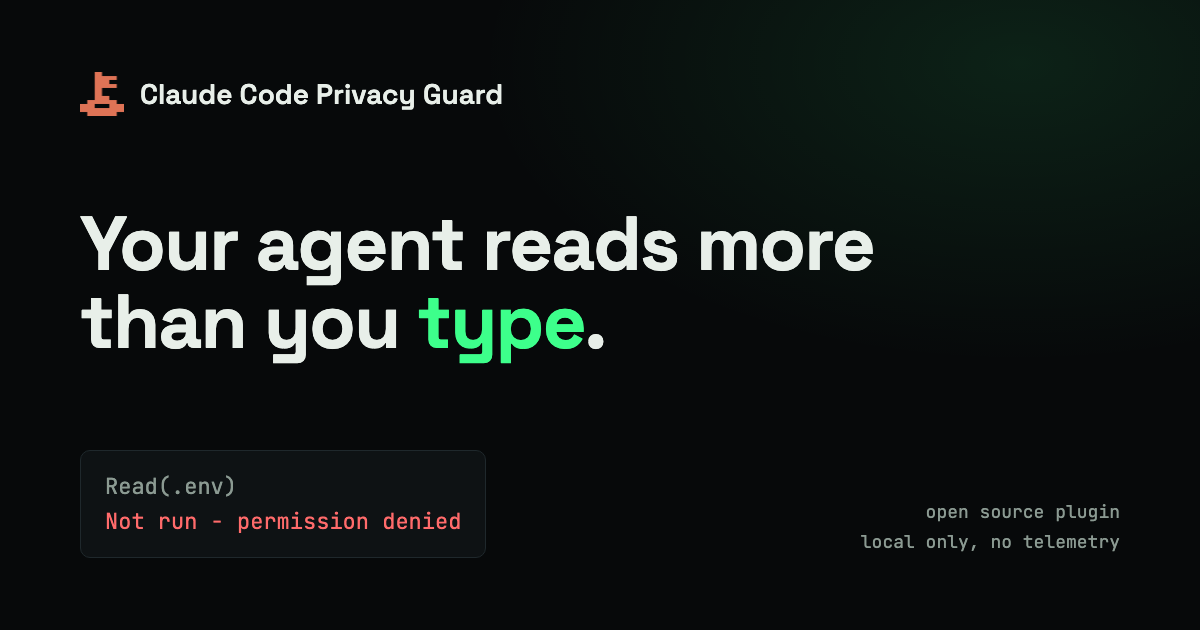 Claude Code Privacy Guard
Your agent reads more
than you type.
Read(.env)
Not run - permission denied
open source plugin
local only, no telemetry